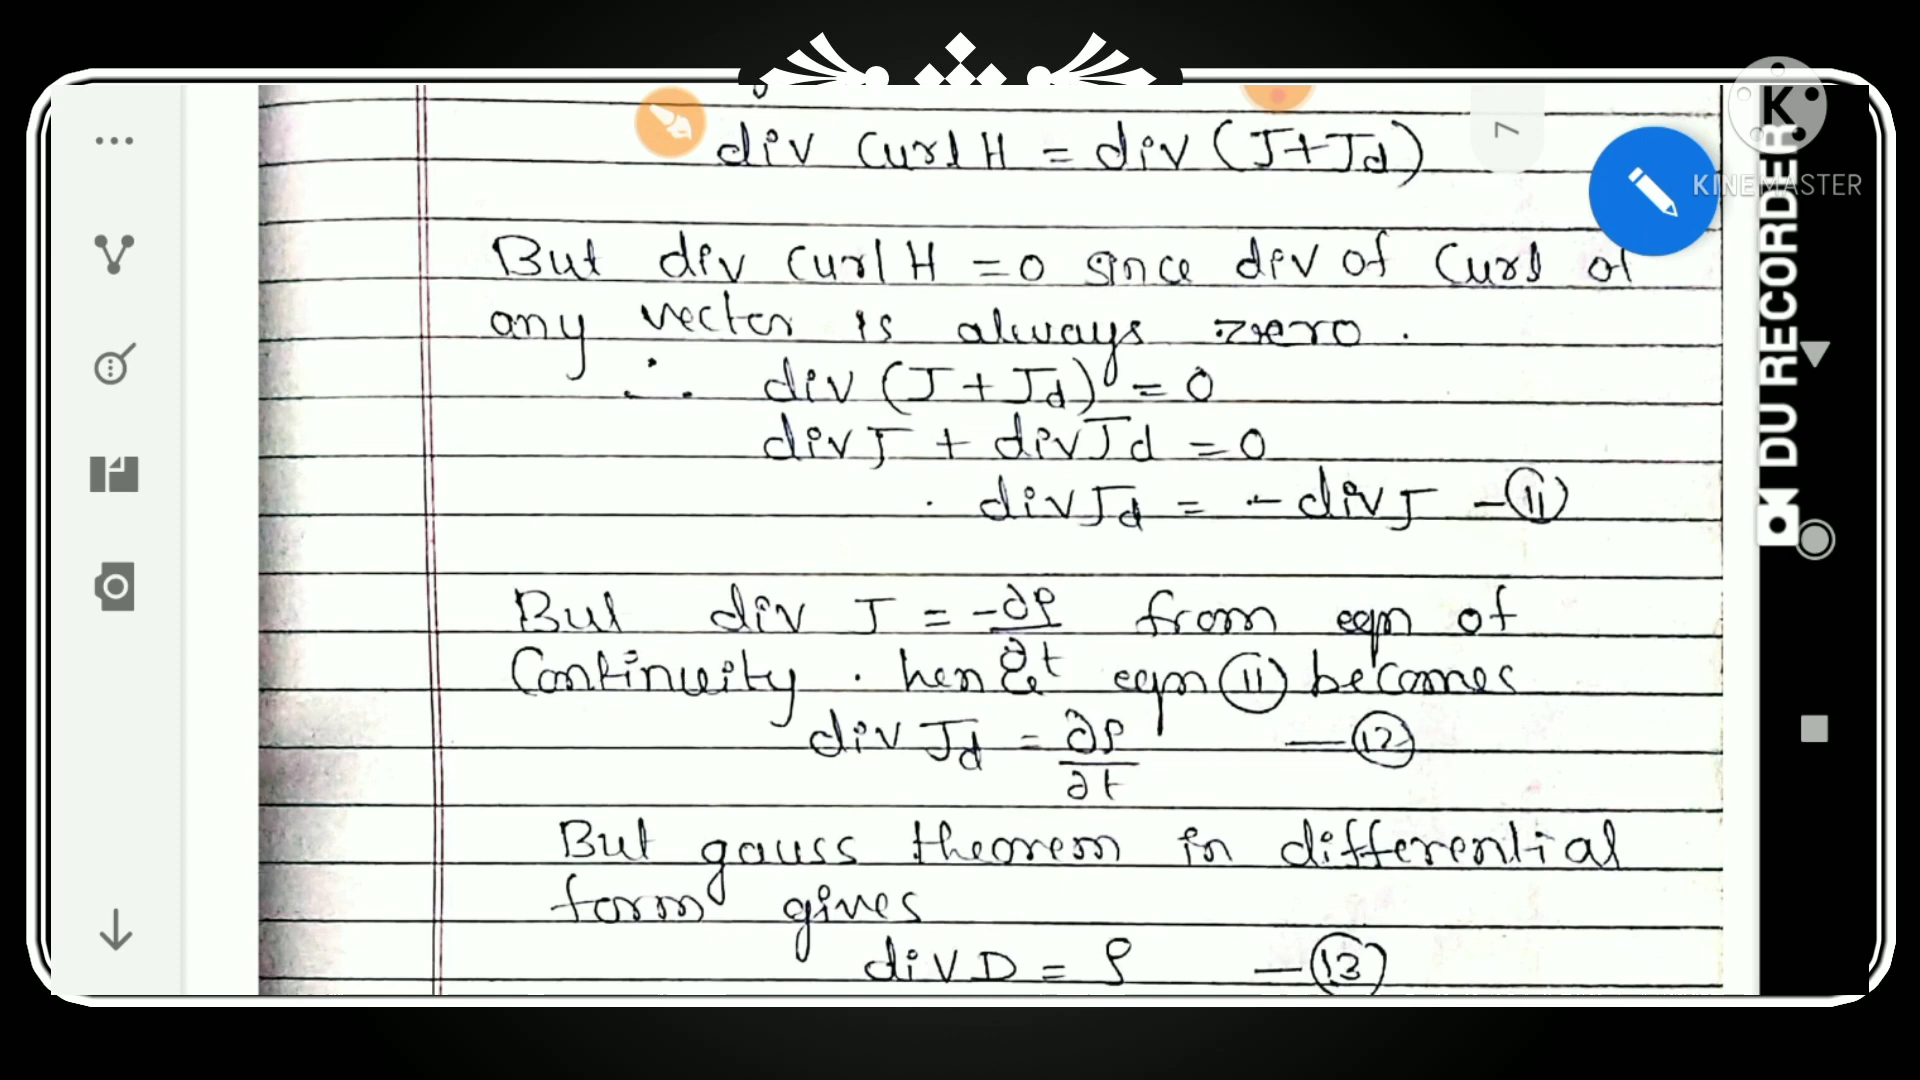 div Curl H = div (J+Jd)
But div Curl H = 0 since div of Curl of
any vector is always zero.
∴ div (J + Jd) = 0
div J + div Jd = 0
div Jd = - div J - (11)
But div J = -∂ρ/∂t from eqn of
Continuity. hence eqn (11) becomes
div Jd = ∂ρ/∂t — (12)
But gauss theorem in differential
form gives
div D = ρ — (13)
7
K
KINEMASTER
DU RECORDER